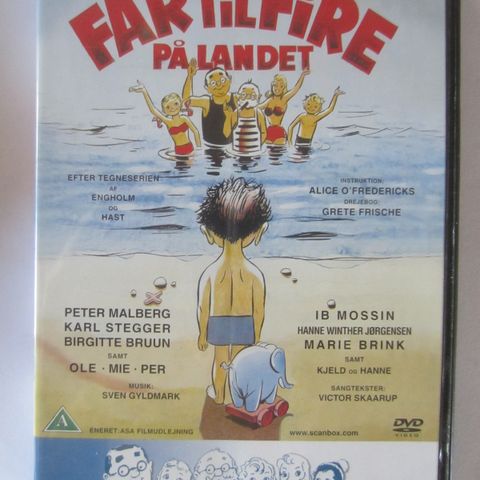 FAR TIL FIRE
PÅ LANDET
EFTER TEGNESERIEN
AF
ENGHOLM
OG
HAST
INSTRUKTION:
ALICE O'FREDERICKS
DREJEBOG:
GRETE FRISCHE
PETER MALBERG
KARL STEGGER
BIRGITTE BRUUN
SAMT
OLE · MIE · PER
MUSIK:
SVEN GYLDMARK
IB MOSSIN
HANNE WINTHER JØRGENSEN
MARIE BRINK
SAMT
KJELD OG HANNE
SANGTEKSTER:
VICTOR SKAARUP
A
ENERET: ASA FILMUDLEJNING
www.scanbox.com
DVD
VIDEO